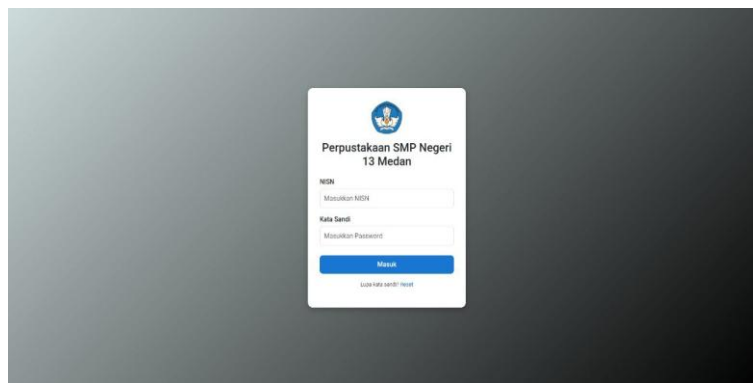 Perpustakaan SMP Negeri
13 Medan
NISN
Masukkan NISN
Kata Sandi
Masukkan Password
Masuk
Lupa kata sandi? Reset